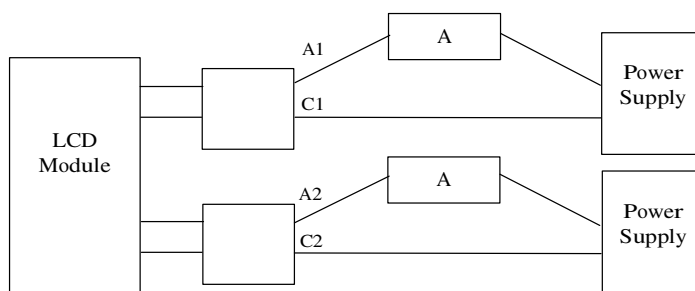 A1
A
C1
Power
Supply
LCD
Module
A2
A
C2
Power
Supply